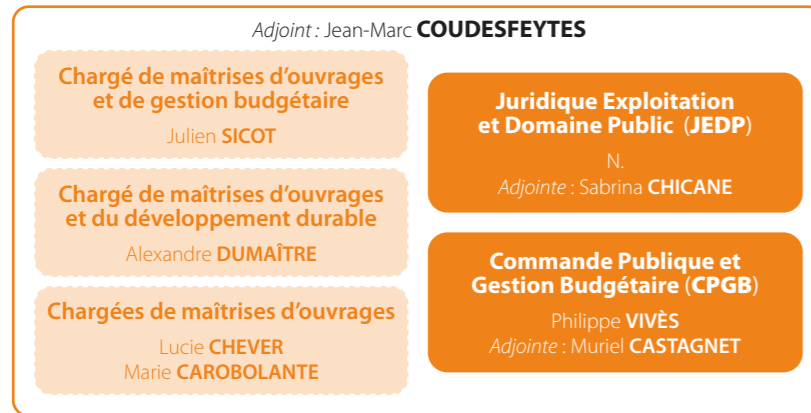 Adjoint : Jean-Marc COUDESFEYTES
Chargé de maîtrises d’ouvrages
et de gestion budgétaire
Julien SICOT
Chargé de maîtrises d’ouvrages
et du développement durable
Alexandre DUMAÎTRE
Chargées de maîtrises d’ouvrages
Lucie CHEVER
Marie CAROBOLANTE
Juridique Exploitation
et Domaine Public (JEDP)
N.
Adjointe : Sabrina CHICANE
Commande Publique et
Gestion Budgétaire (CPGB)
Philippe VIVÈS
Adjointe : Muriel CASTAGNET